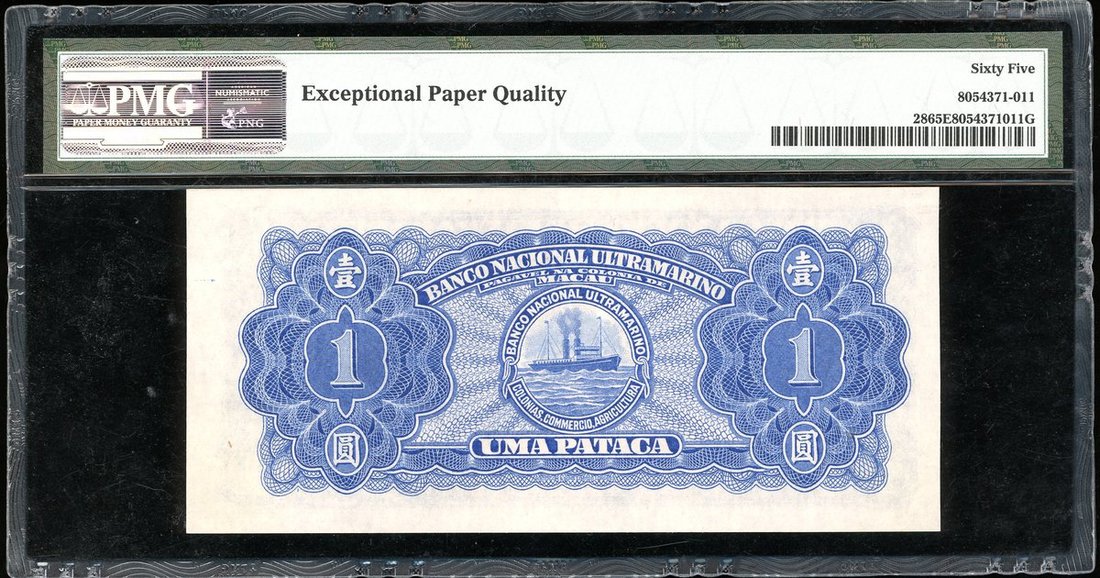 PMG
PAPER MONEY GUARANTY
NUMISMATIC
PNG
Exceptional Paper Quality
Sixty Five
8054371-011
2865E8054371011G
BANCO NACIONAL ULTRAMARINO
PAGAVEL NA COLONIA DE
MACAU
壹
壹
BANCO NACIONAL ULTRAMARINO
1
1
COLONIAS, COMMERCIO, AGRICULTURA
圓
UMA PATACA
圓